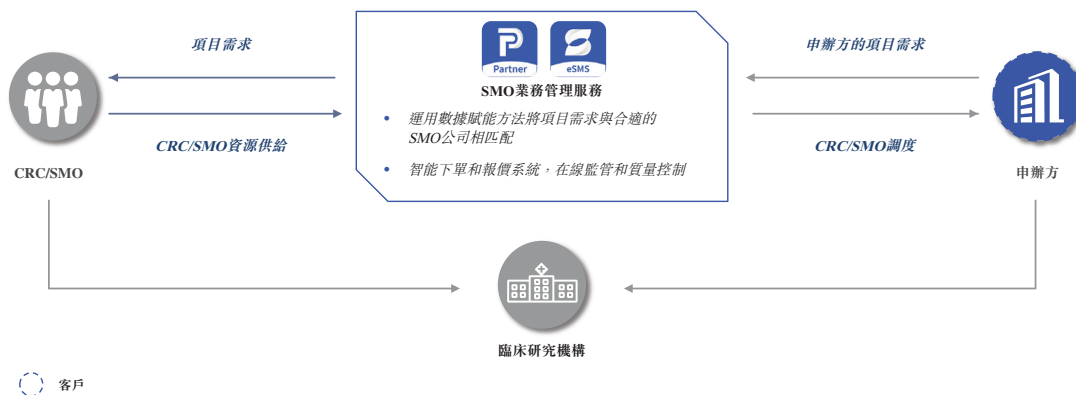 項目需求
申辦方的項目需求
Partner
eSMS
SMO業務管理服務
• 運用數據賦能方法將項目需求與合適的
SMO公司相匹配
• 智能下單和報價系統，在線監管和質量控制
CRC/SMO資源供給
CRC/SMO調度
CRC/SMO
申辦方
臨床研究機構
客戶